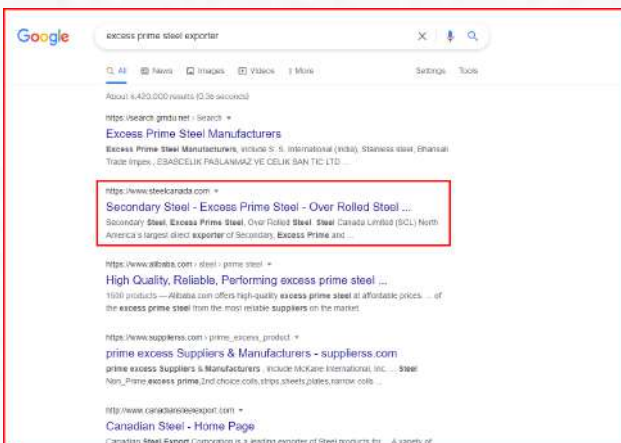 Google
excess prime steel exporter
All News Images Videos More Settings Tools
About 6,420,000 results (0.36 seconds)
https://search.gmdu.net › Search
Excess Prime Steel Manufacturers
Excess Prime Steel Manufacturers, include S. S. International (India), Stainless steel, Bhansali
Trade Impex., ESASCELIK PASLANMAZ VE CELIK SAN TIC LTD ...
https://www.steelcanada.com
Secondary Steel - Excess Prime Steel - Over Rolled Steel ...
Secondary Steel, Excess Prime Steel, Over Rolled Steel. Steel Canada Limited (SCL) North
America's largest direct exporter of Secondary, Excess Prime and ...
https://www.alibaba.com › steel › prime steel
High Quality, Reliable, Performing excess prime steel ...
1500 products — Alibaba.com offers high-quality excess prime steel at affordable prices. ... of
the excess prime steel from the most reliable suppliers on the market.
https://www.supplierss.com › prime_excess_product
prime excess Suppliers & Manufacturers - supplierss.com
prime excess Suppliers & Manufacturers , include McKane International, Inc. ... Steel
Non_Prime,excess prime,2nd choice,coils,strips,sheets,plates,narrow coils ...
http://www.canadiansteelexport.com
Canadian Steel - Home Page
Canadian Steel Export Corporation is a leading exporter of Steel products for ... A variety of